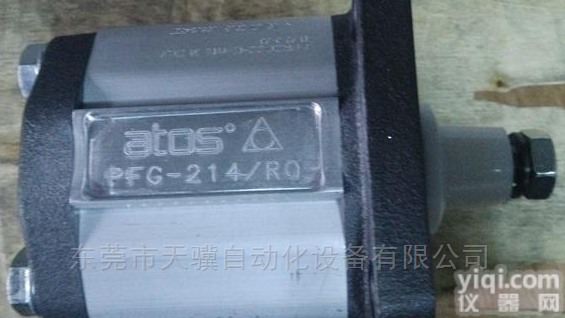 atos
PFG-214/RO
东莞市天骥自动化设备有限公司
yiqi.com
仪器网